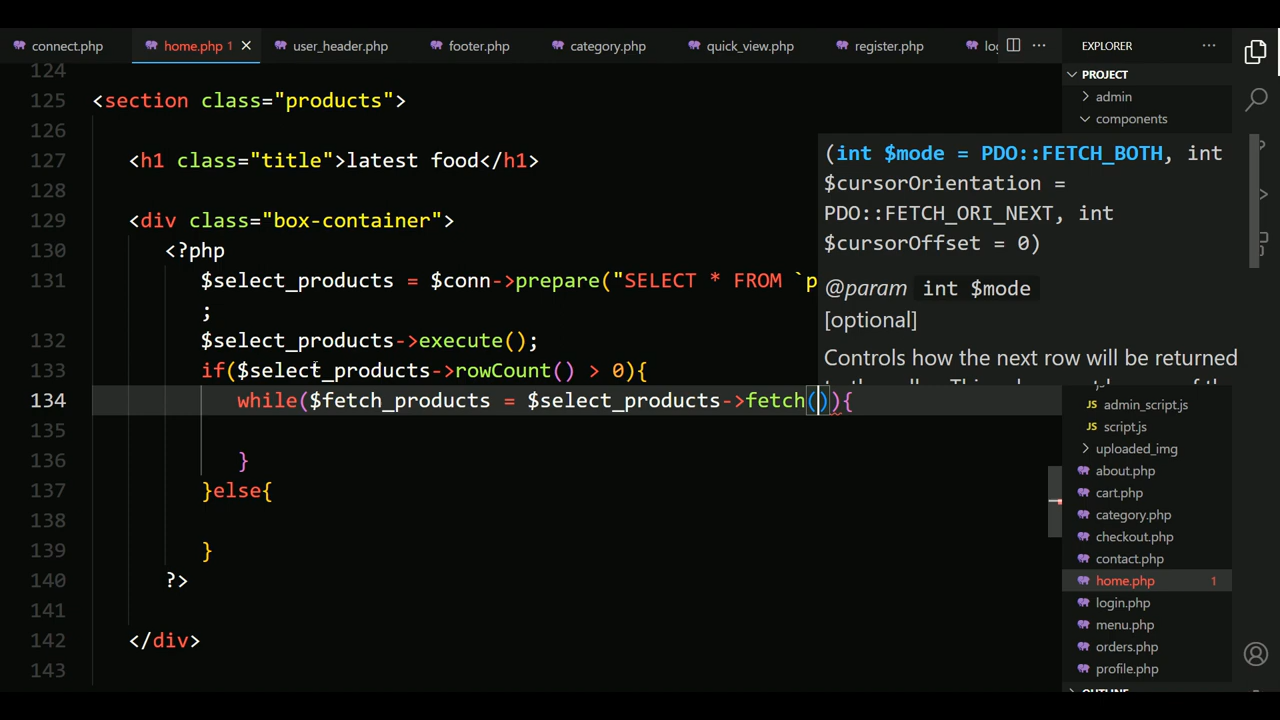 connect.php home.php 1 × user_header.php footer.php category.php quick_view.php register.php ··· EXPLORER ···
PROJECT
admin
components
admin_script.js
script.js
uploaded_img
about.php
cart.php
category.php
checkout.php
contact.php
home.php 1
login.php
menu.php
orders.php
profile.php
124
125 <section class="products">
126
127 <h1 class="title">latest food</h1>
128
129 <div class="box-container">
130 <?php
131 $select_products = $conn->prepare("SELECT * FROM `p
;
132 $select_products->execute();
133 if($select_products->rowCount() > 0){
134 while($fetch_products = $select_products->fetch()){
136 }
137 }else{
138
139 }
140 ?>
141
142 </div>
143
(int $mode = PDO::FETCH_BOTH, int
$cursorOrientation =
PDO::FETCH_ORI_NEXT, int
$cursorOffset = 0)
@param int $mode
[optional]
Controls how the next row will be returned